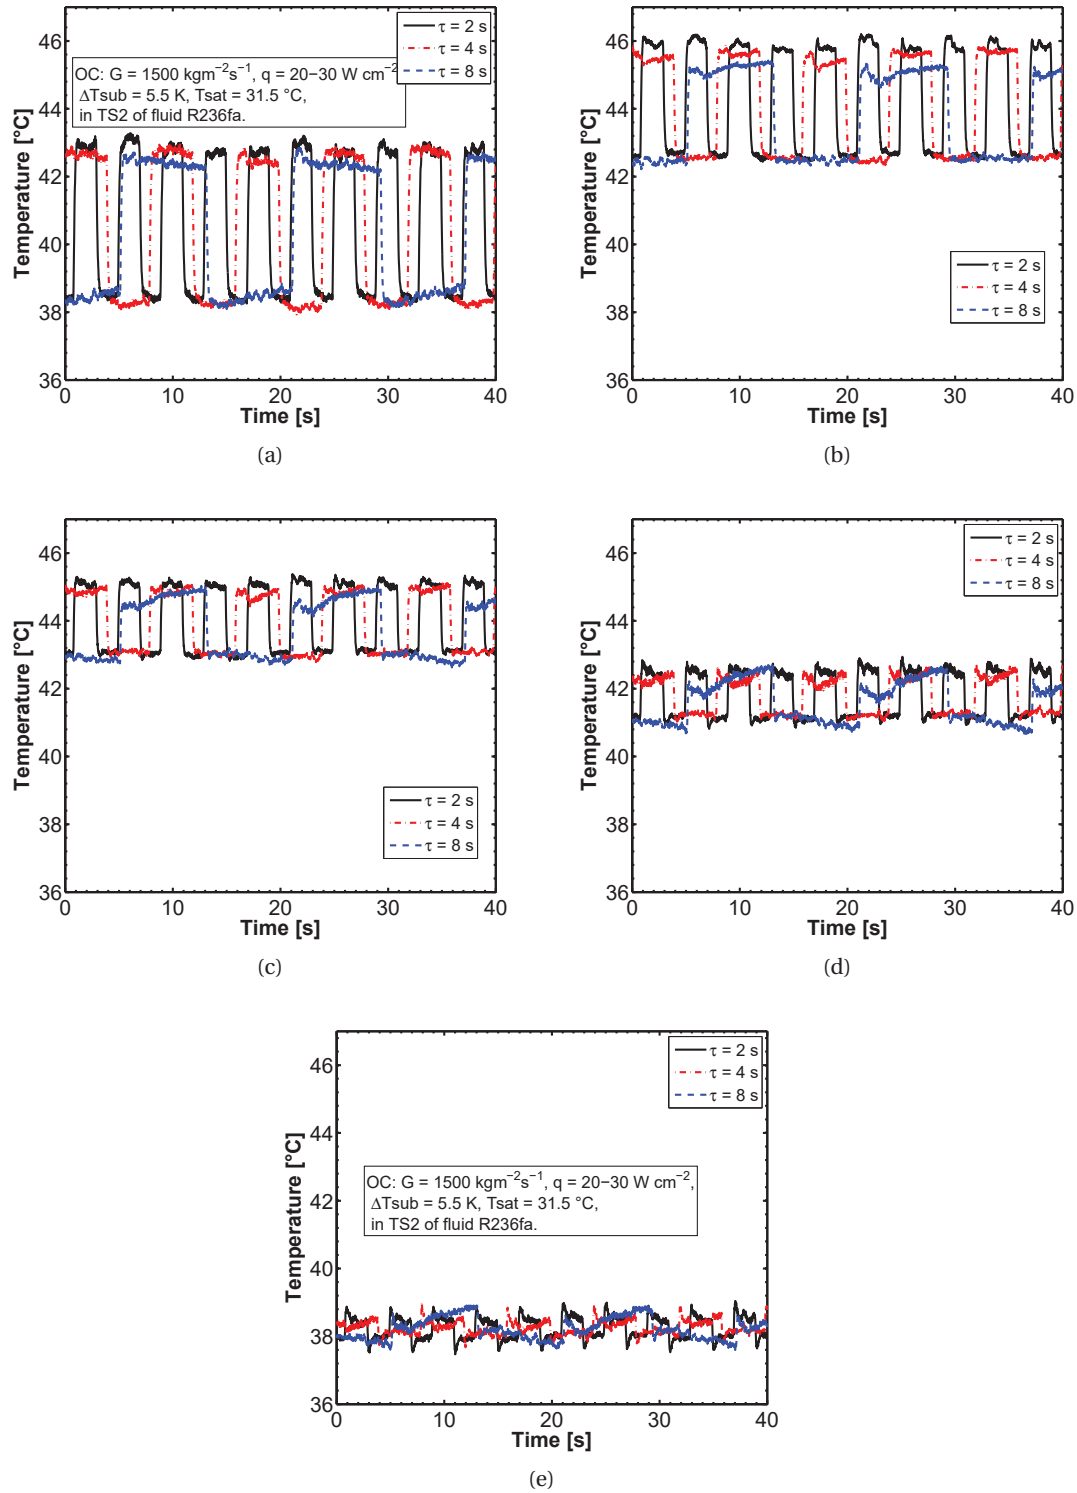 46
44
42
40
38
36
0
10
20
30
40
Temperature [°C]
Time [s]
τ = 2 s
τ = 4 s
τ = 8 s
OC: G = 1500 kgm−2s−1, q = 20−30 W cm−2
ΔTsub = 5.5 K, Tsat = 31.5 °C,
in TS2 of fluid R236fa.
(a)
46
44
42
40
38
36
0
10
20
30
40
Temperature [°C]
Time [s]
τ = 2 s
τ = 4 s
τ = 8 s
(b)
46
44
42
40
38
36
0
10
20
30
40
Temperature [°C]
Time [s]
τ = 2 s
τ = 4 s
τ = 8 s
(c)
46
44
42
40
38
36
0
10
20
30
40
Temperature [°C]
Time [s]
τ = 2 s
τ = 4 s
τ = 8 s
(d)
46
44
42
40
38
36
0
10
20
30
40
Temperature [°C]
Time [s]
τ = 2 s
τ = 4 s
τ = 8 s
OC: G = 1500 kgm−2s−1, q = 20−30 W cm−2,
ΔTsub = 5.5 K, Tsat = 31.5 °C,
in TS2 of fluid R236fa.
(e)